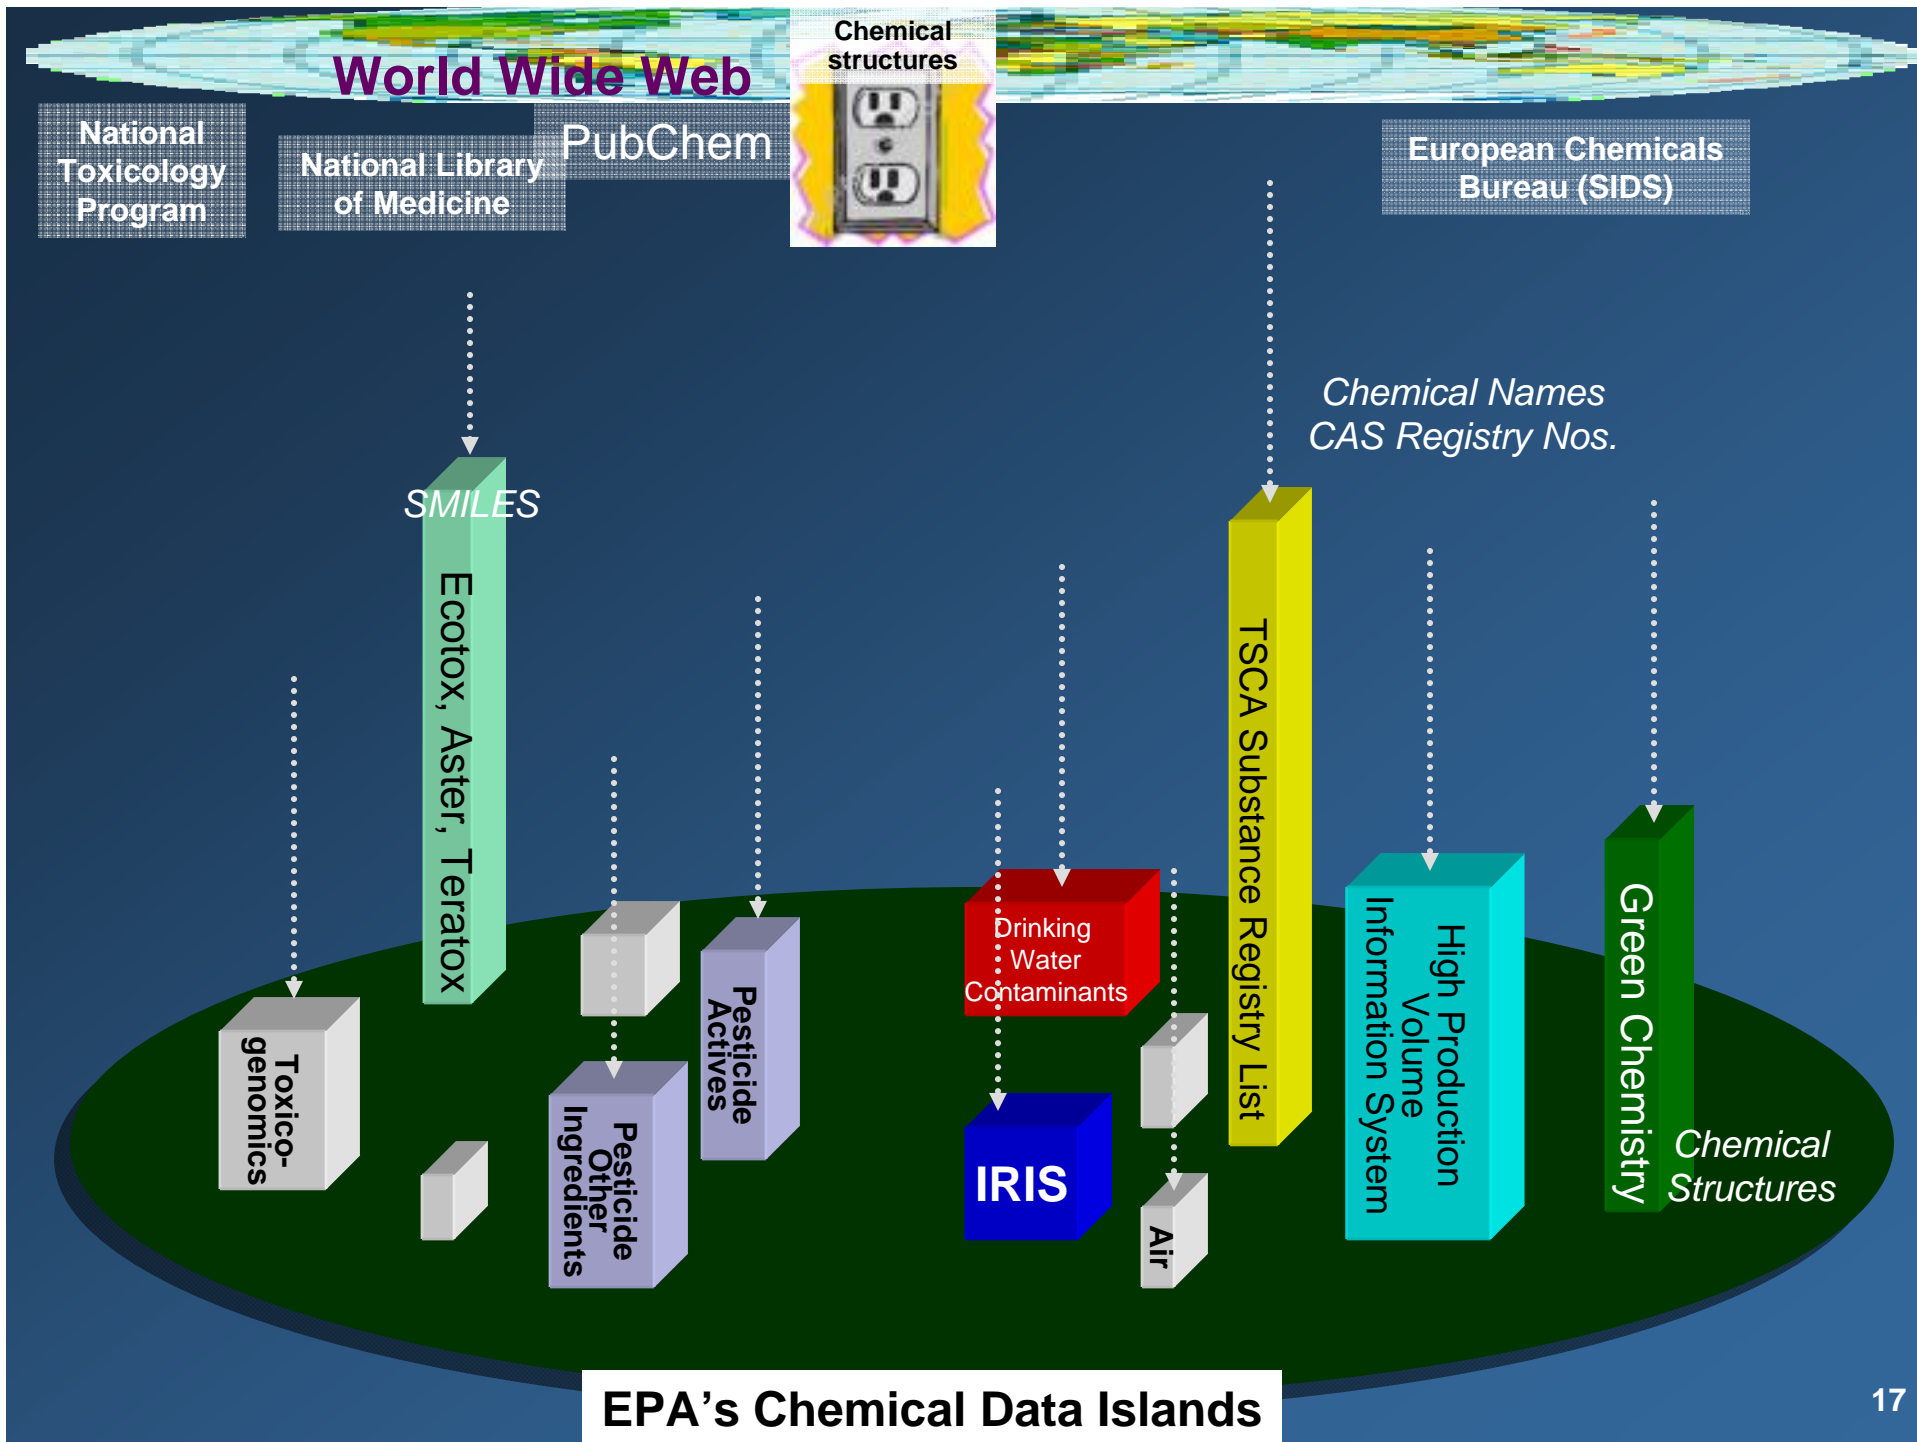 Chemical
structures
World Wide Web
National
Toxicology
Program
National Library
of Medicine
PubChem
European Chemicals
Bureau (SIDS)
Chemical Names
CAS Registry Nos.
SMILES
Ecotox, Aster, Teratox
TSCA Substance Registry List
Toxico-
genomics
Pesticide
Other
Ingredients
Pesticide
Actives
Drinking
Water
Contaminants
IRIS
Air
High Production
Volume
Information System
Green Chemistry
Chemical
Structures
EPA’s Chemical Data Islands
17